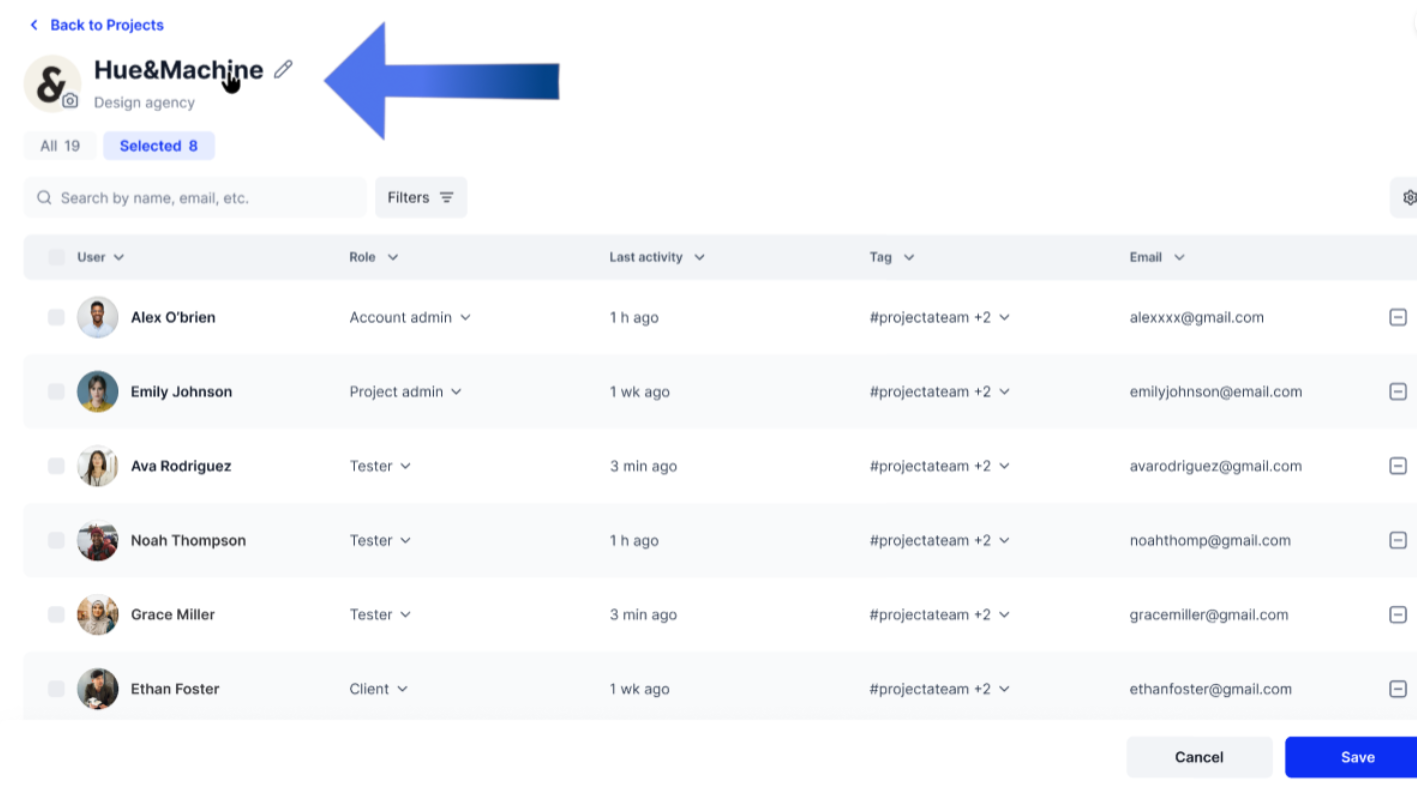 Back to Projects
&
Hue&Machine
Design agency
All 19
Selected 8
Search by name, email, etc.
Filters
User Role Last activity Tag Email
Alex O'brien Account admin 1 h ago #projectateam +2 alexxxx@gmail.com
Emily Johnson Project admin 1 wk ago #projectateam +2 emilyjohnson@email.com
Ava Rodriguez Tester 3 min ago #projectateam +2 avarodriguez@gmail.com
Noah Thompson Tester 1 h ago #projectateam +2 noahthomp@gmail.com
Grace Miller Tester 3 min ago #projectateam +2 gracemiller@gmail.com
Ethan Foster Client 1 wk ago #projectateam +2 ethanfoster@gmail.com
Cancel Save